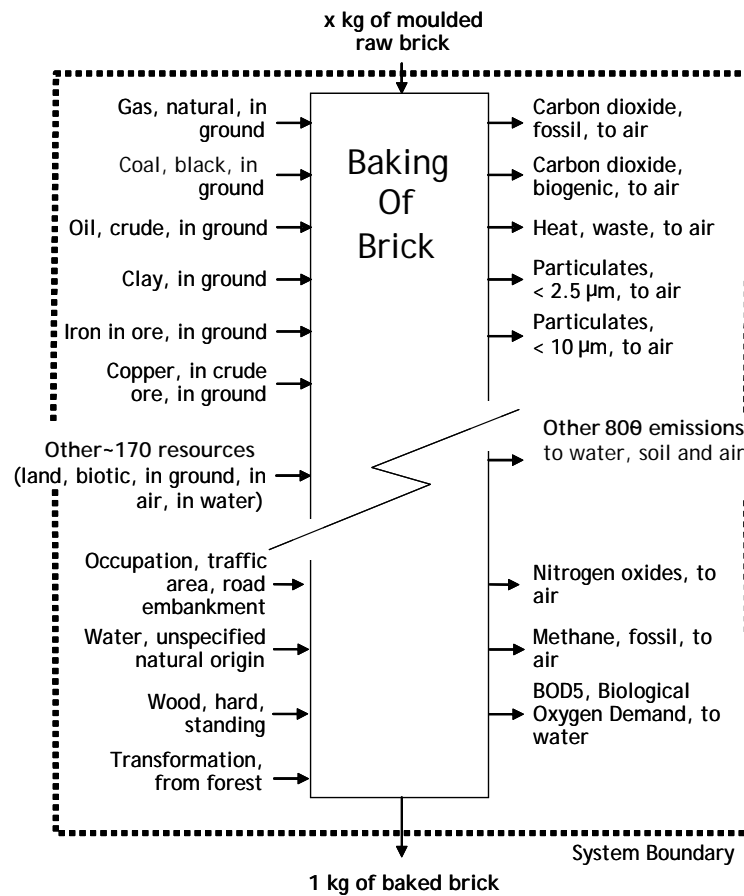 x kg of moulded
raw brick
Gas, natural, in
ground
Coal, black, in
ground
Oil, crude, in ground
Clay, in ground
Iron in ore, in ground
Copper, in crude
ore, in ground
Other~170 resources
(land, biotic, in ground, in
air, in water)
Occupation, traffic
area, road
embankment
Water, unspecified
natural origin
Wood, hard,
standing
Transformation,
from forest
Baking
Of
Brick
Carbon dioxide,
fossil, to air
Carbon dioxide,
biogenic, to air
Heat, waste, to air
Particulates,
< 2.5 µm, to air
Particulates,
< 10 µm, to air
Other 800 emissions
to water, soil and air
Nitrogen oxides, to
air
Methane, fossil, to
air
BOD5, Biological
Oxygen Demand, to
water
System Boundary
1 kg of baked brick